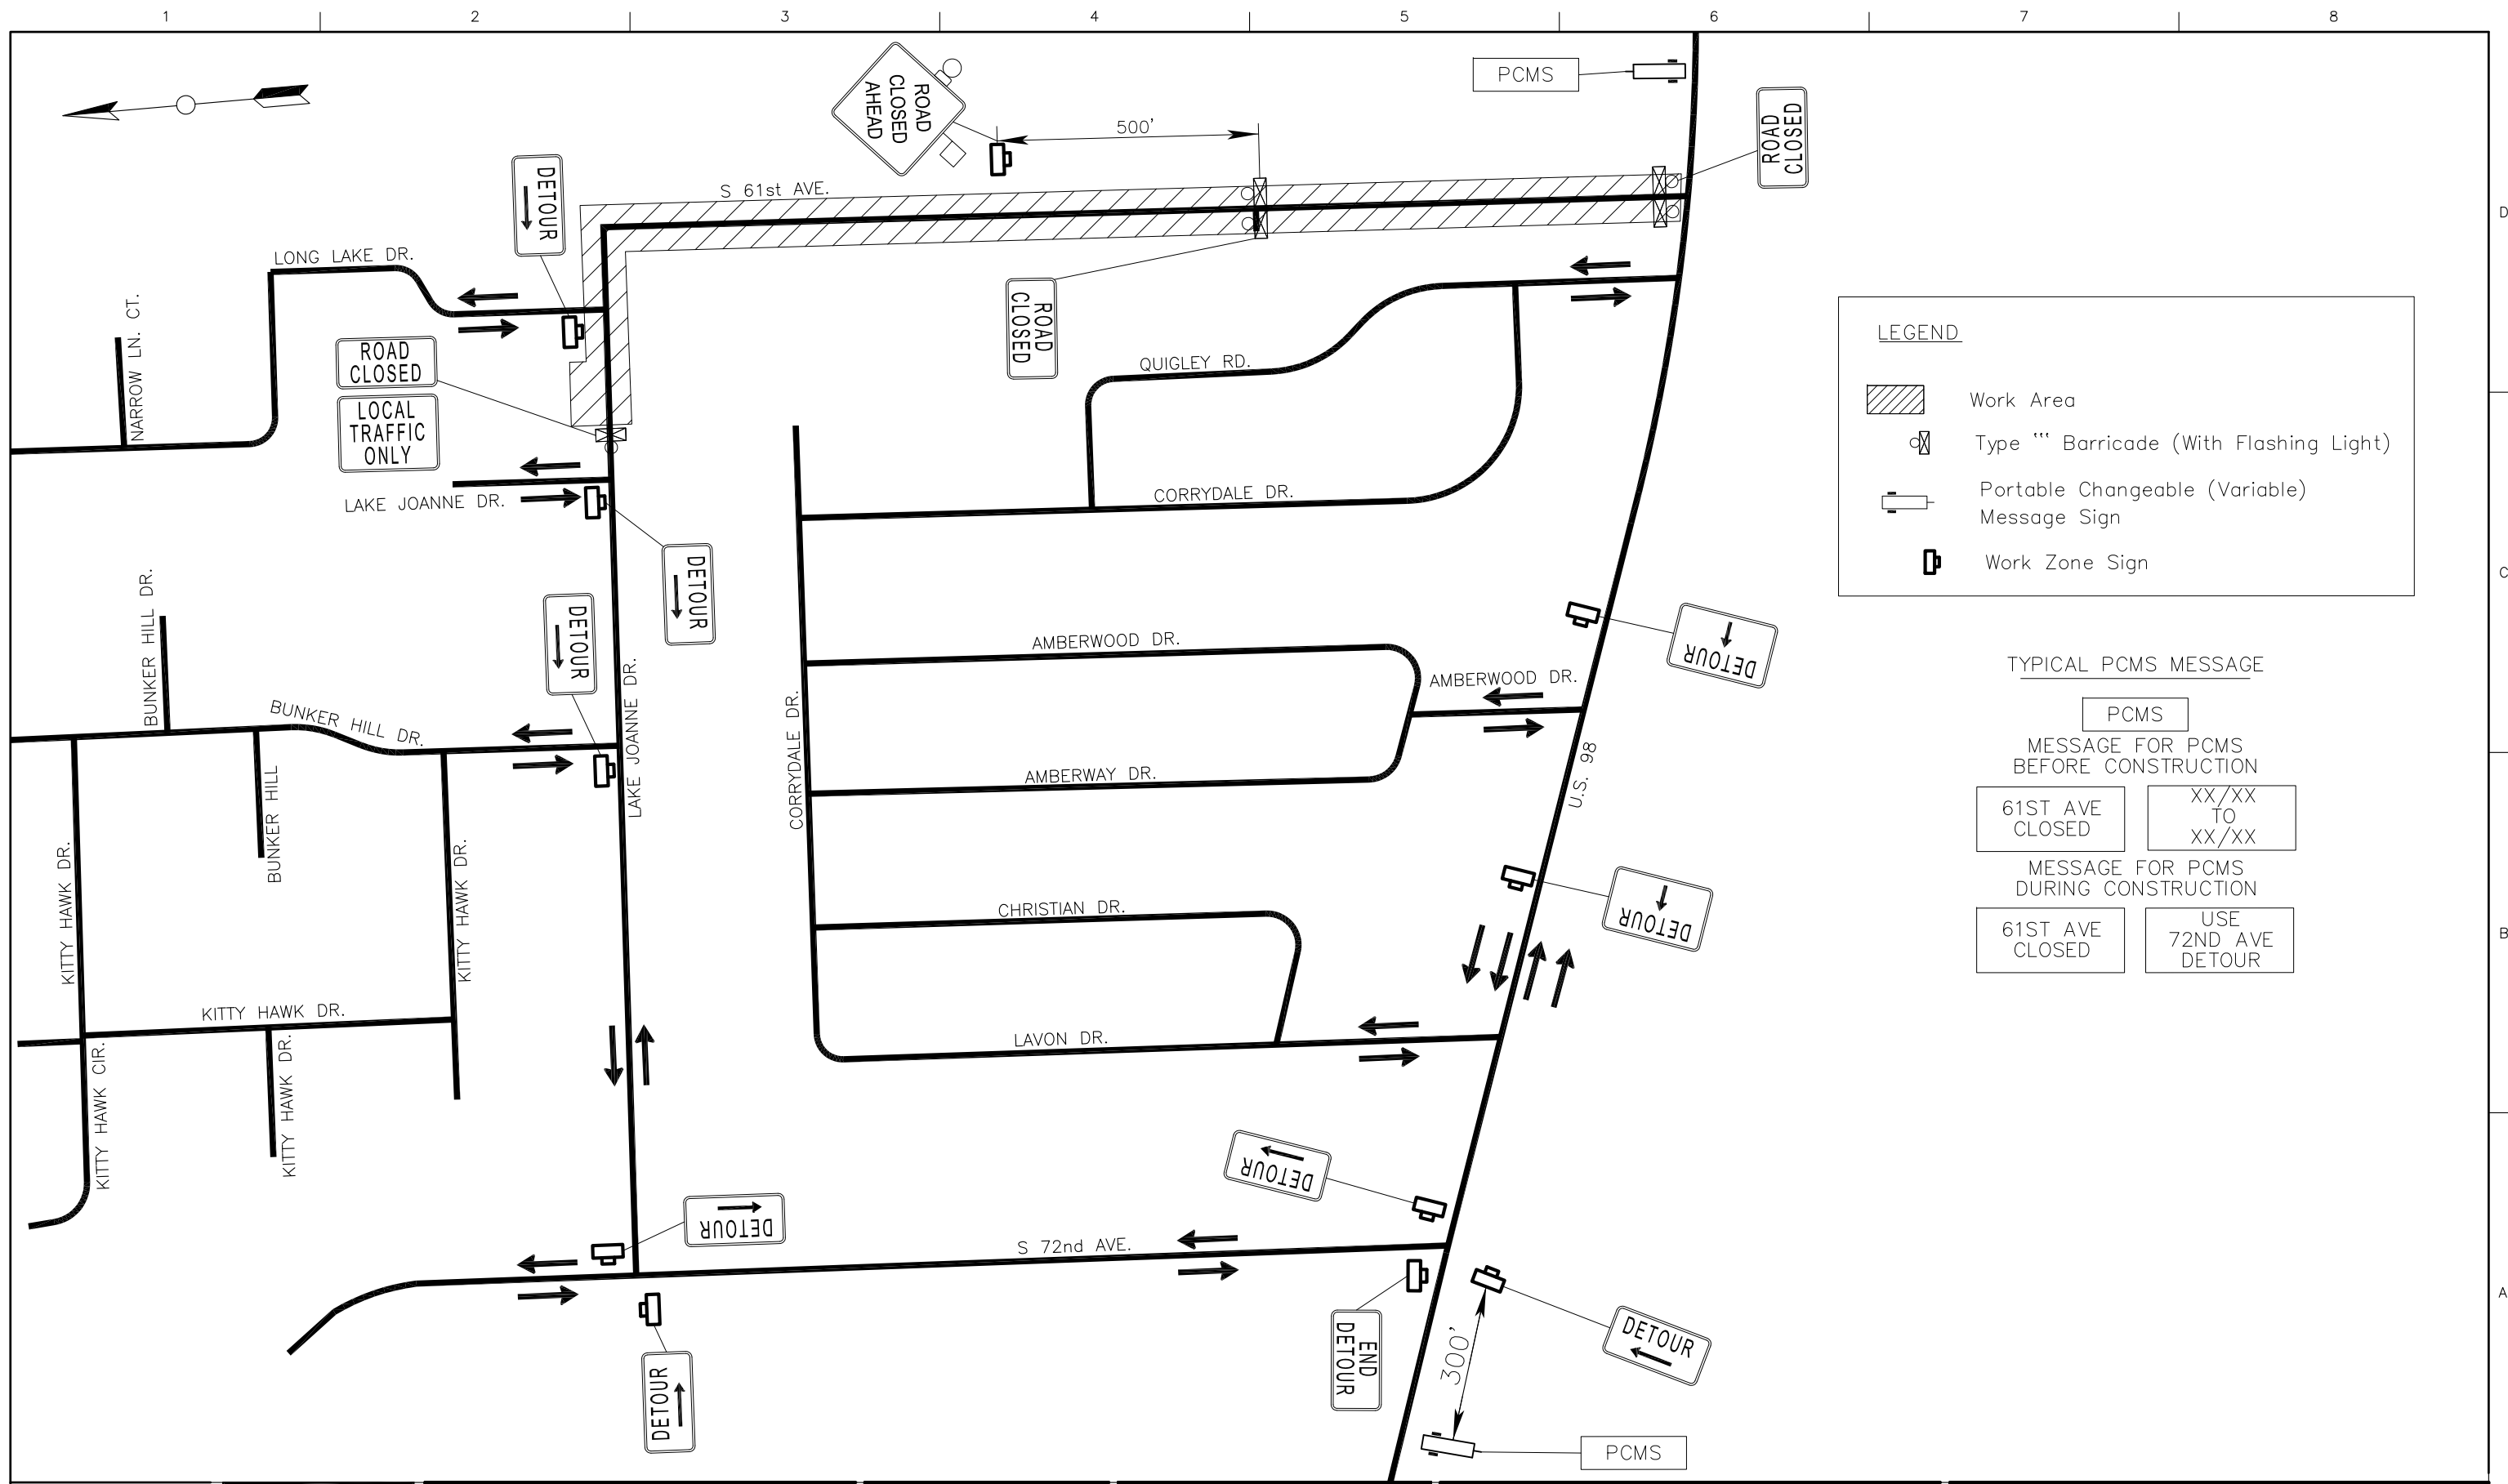 1
2
3
4
5
6
7
8
D
C
B
A
PCMS
ROAD
CLOSED
ROAD
CLOSED
AHEAD
500'
S 61st AVE.
DETOUR
LONG LAKE DR.
NARROW LN. CT.
ROAD
CLOSED
LOCAL
TRAFFIC
ONLY
ROAD
CLOSED
QUIGLEY RD.
CORRYDALE DR.
LAKE JOANNE DR.
DETOUR
DETOUR
BUNKER HILL DR.
BUNKER HILL DR.
BUNKER HILL
LAKE JOANNE DR.
CORRYDALE DR.
AMBERWOOD DR.
AMBERWOOD DR.
AMBERWAY DR.
U.S. 98
DETOUR
DETOUR
KITTY HAWK DR.
KITTY HAWK DR.
KITTY HAWK DR.
KITTY HAWK DR.
KITTY HAWK CIR.
CHRISTIAN DR.
LAVON DR.
DETOUR
DETOUR
S 72nd AVE.
DETOUR
END
DETOUR
300'
DETOUR
PCMS
LEGEND
Work Area
Type ''' Barricade (With Flashing Light)
Portable Changeable (Variable)
Message Sign
Work Zone Sign
TYPICAL PCMS MESSAGE
PCMS
MESSAGE FOR PCMS
BEFORE CONSTRUCTION
61ST AVE
CLOSED
XX/XX
TO
XX/XX
MESSAGE FOR PCMS
DURING CONSTRUCTION
61ST AVE
CLOSED
USE
72ND AVE
DETOUR